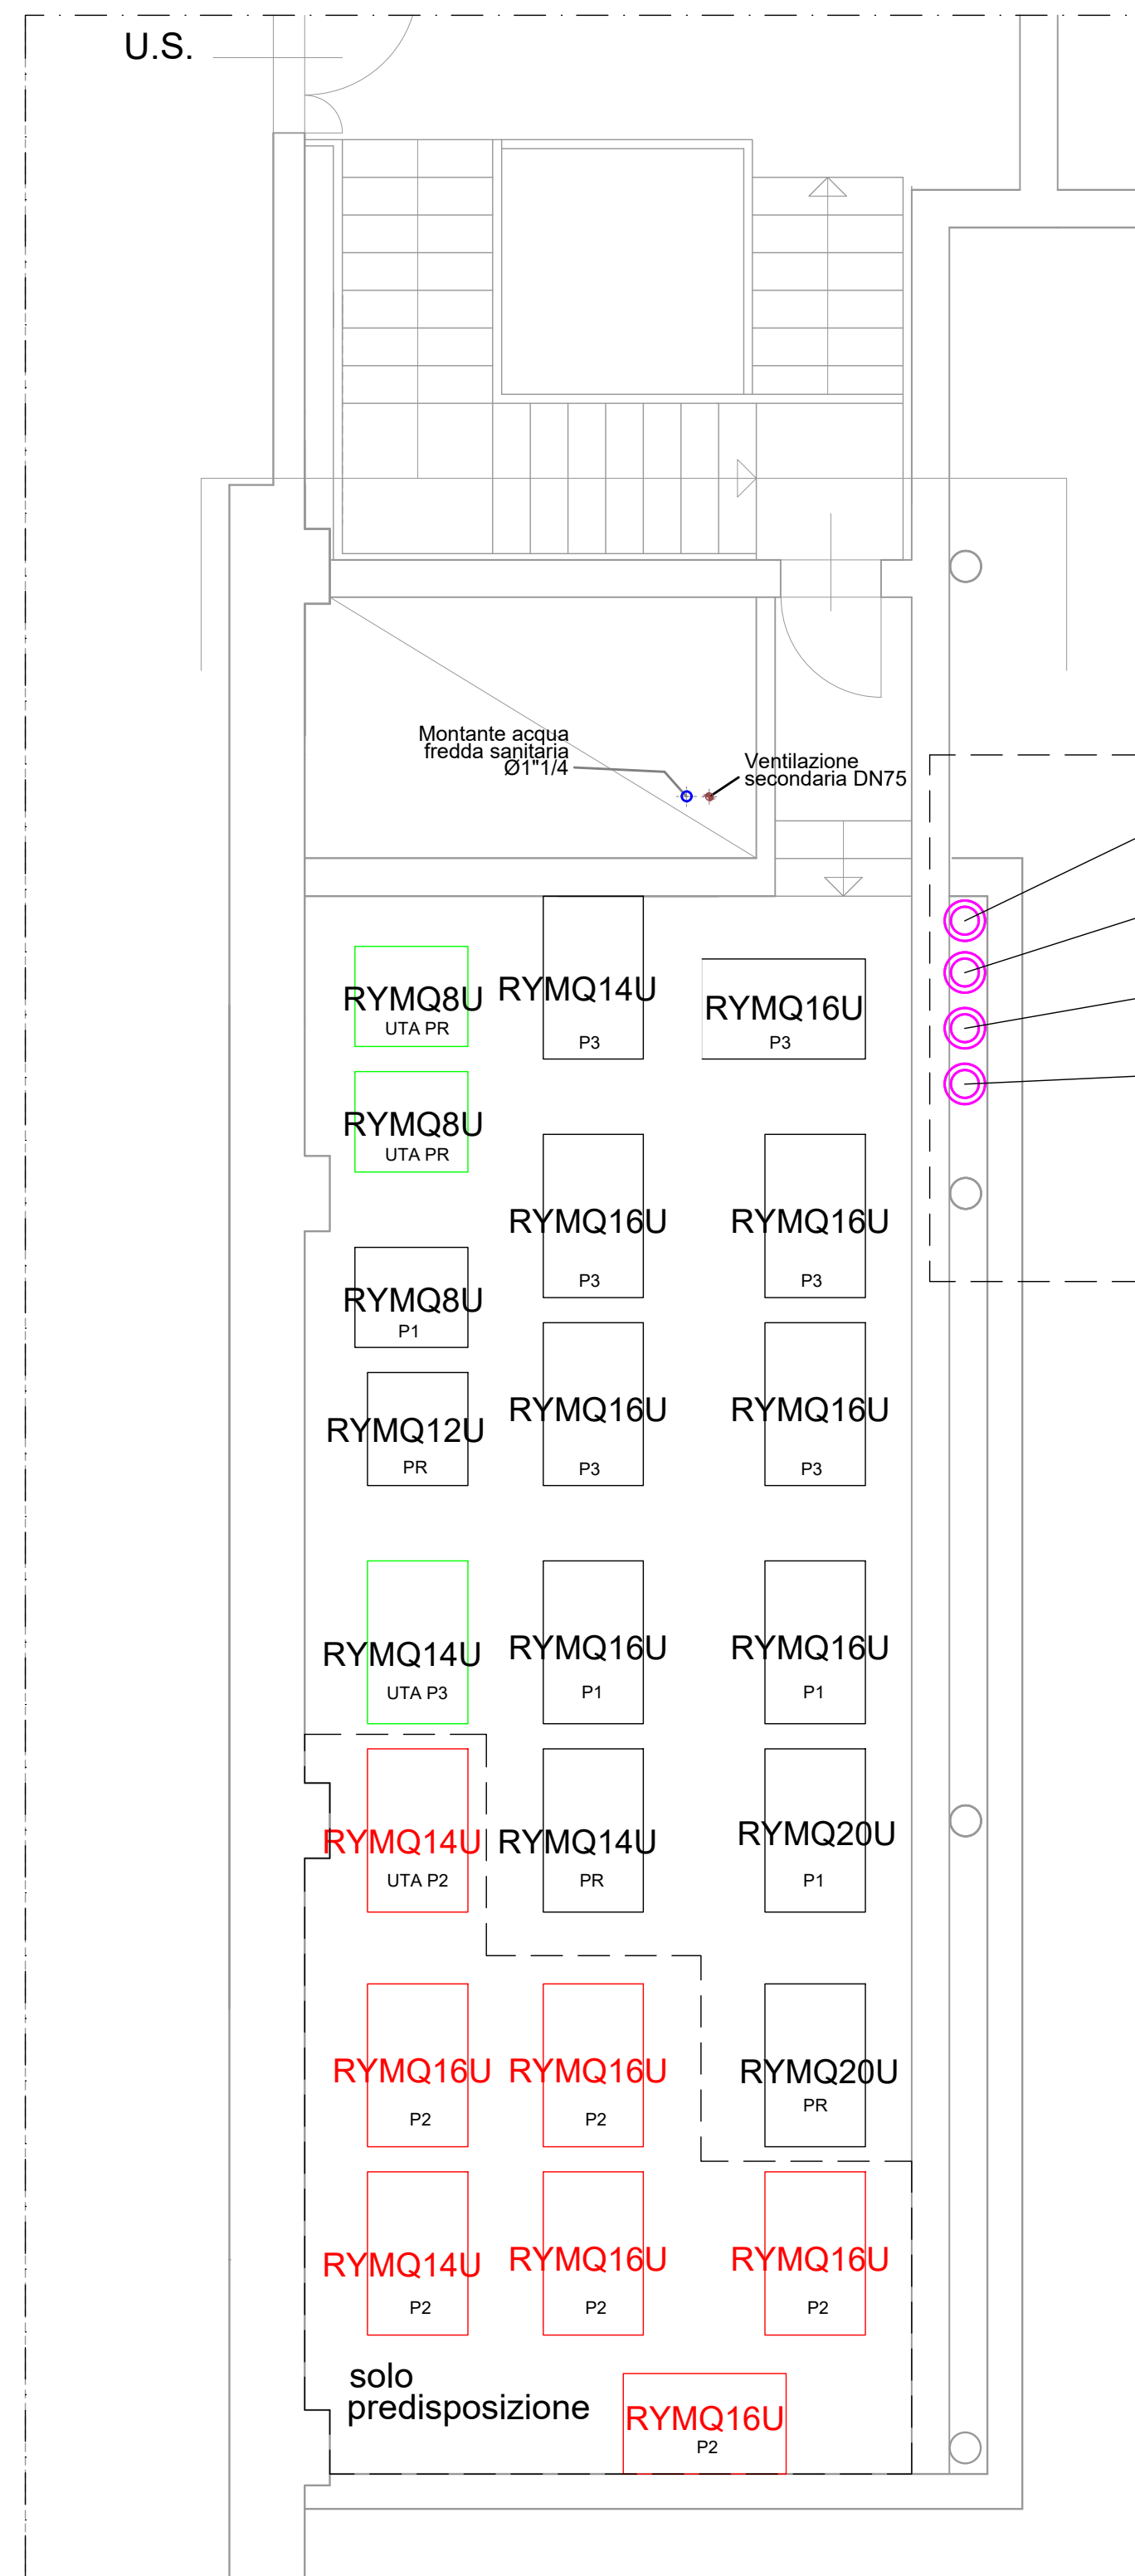 U.S.
Montante acqua
fredda sanitaria
Ø1"1/4
Ventilazione
secondaria DN75
RYMQ8U
UTA PR
RYMQ14U
P3
RYMQ16U
P3
RYMQ8U
UTA PR
RYMQ16U
P3
RYMQ16U
P3
RYMQ8U
P1
RYMQ12U
PR
RYMQ16U
P3
RYMQ16U
P3
RYMQ14U
UTA P3
RYMQ16U
P1
RYMQ16U
P1
RYMQ14U
UTA P2
RYMQ14U
PR
RYMQ20U
P1
RYMQ16U
P2
RYMQ16U
P2
RYMQ20U
PR
RYMQ14U
P2
RYMQ16U
P2
RYMQ16U
P2
solo
predisposizione
RYMQ16U
P2